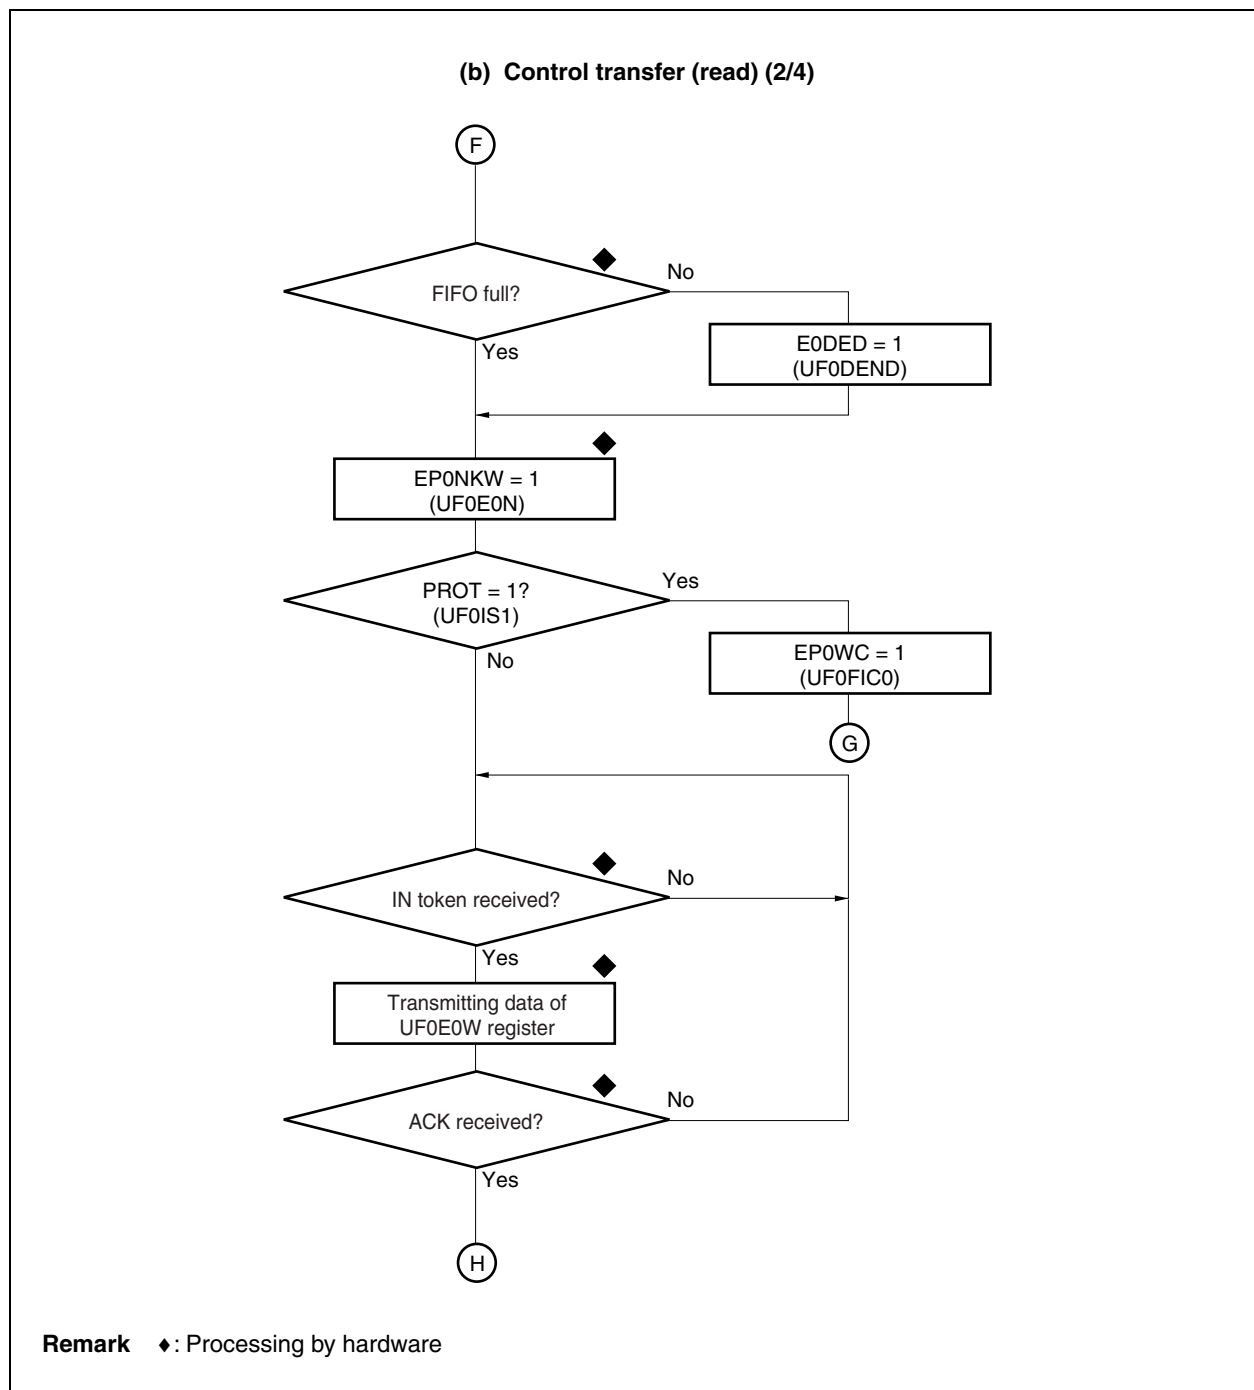 (b) Control transfer (read) (2/4)
F
FIFO full?
No
E0DED = 1
(UF0DEND)
Yes
EP0NKW = 1
(UF0E0N)
PROT = 1?
(UF0IS1)
Yes
EP0WC = 1
(UF0FIC0)
No
G
IN token received?
No
Yes
Transmitting data of
UF0E0W register
ACK received?
No
Yes
H
Remark ♦: Processing by hardware